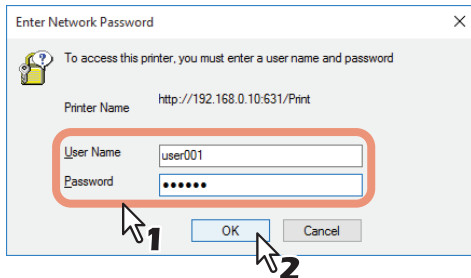 Enter Network Password
To access this printer, you must enter a user name and password
Printer Name http://192.168.0.10:631/Print
User Name user001
Password ●●●●●●
1
OK Cancel
2